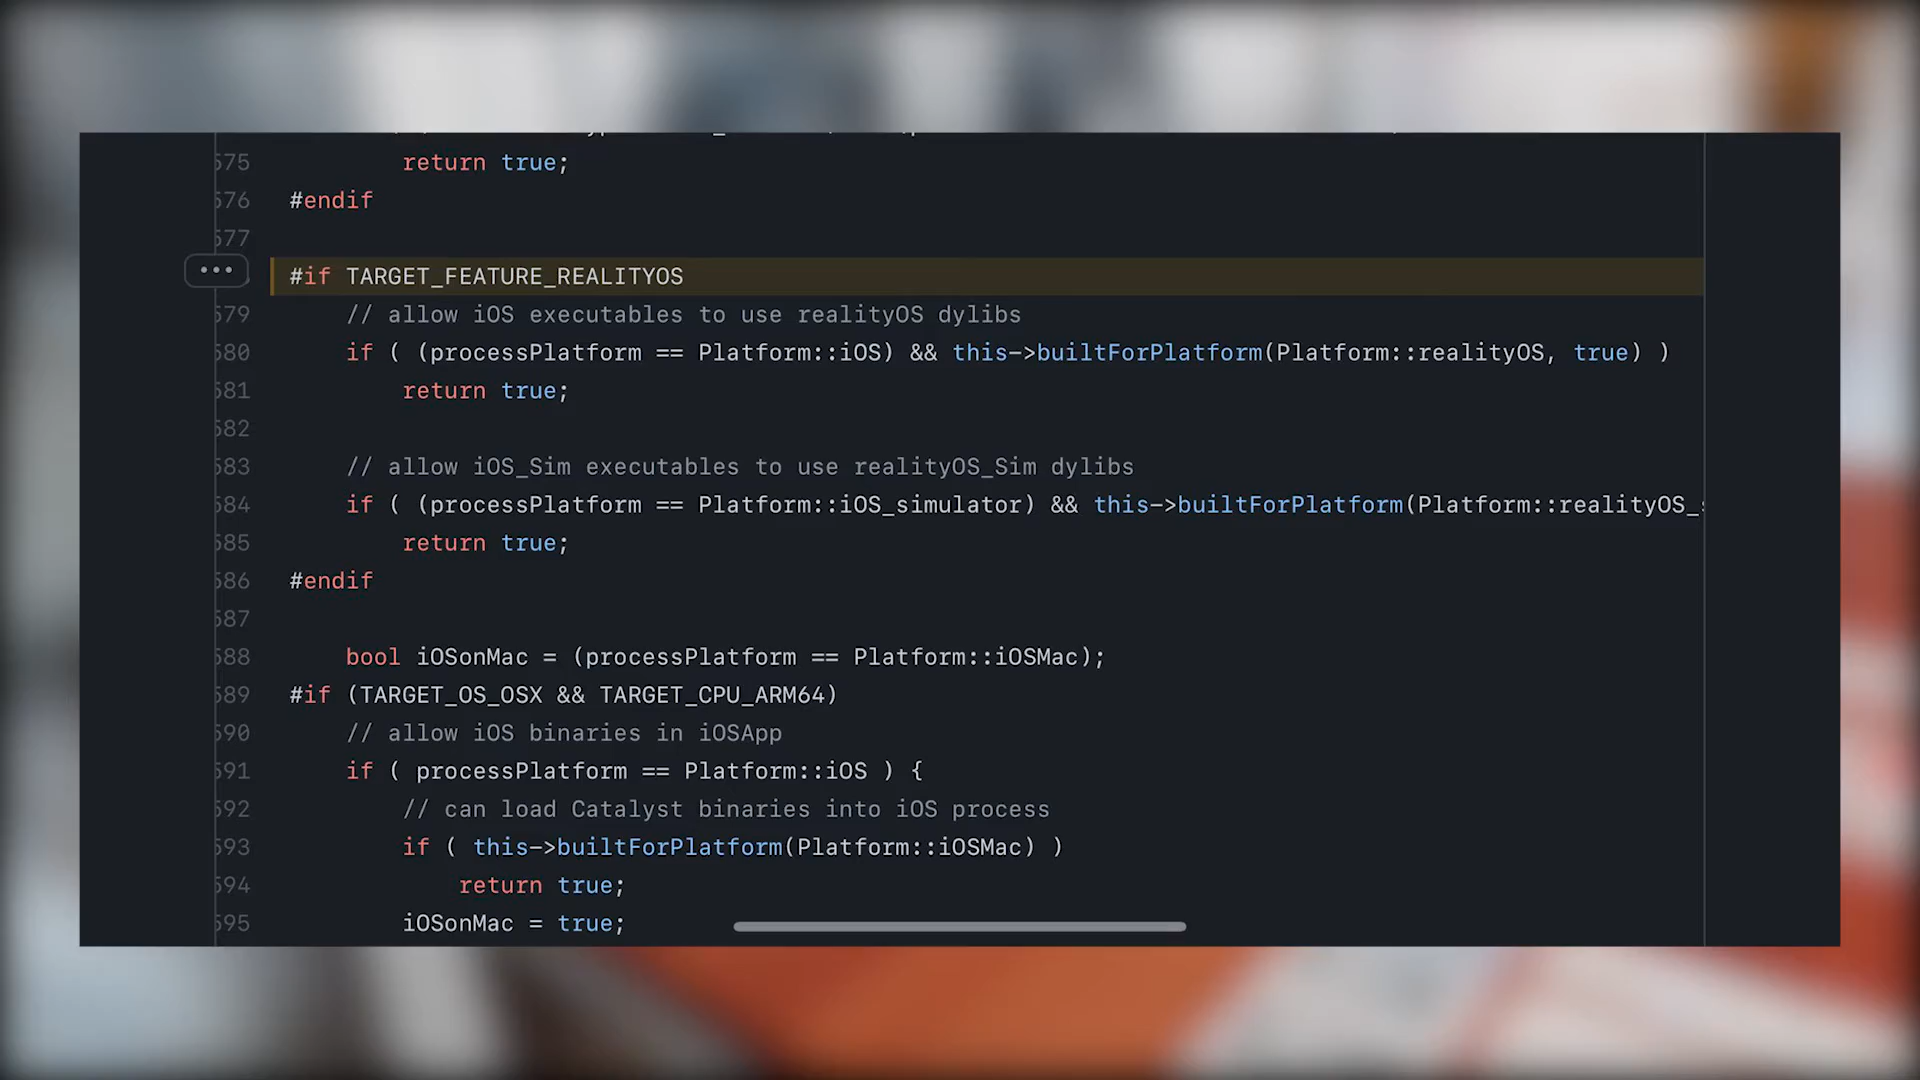 575 return true;
576 #endif
577
#if TARGET_FEATURE_REALITYOS
579 // allow iOS executables to use realityOS dylibs
580 if ( (processPlatform == Platform::iOS) && this->builtForPlatform(Platform::realityOS, true) )
581 return true;
582
583 // allow iOS_Sim executables to use realityOS_Sim dylibs
584 if ( (processPlatform == Platform::iOS_simulator) && this->builtForPlatform(Platform::realityOS_
585 return true;
586 #endif
587
588 bool iOSonMac = (processPlatform == Platform::iOSMac);
589 #if (TARGET_OS_OSX && TARGET_CPU_ARM64)
590 // allow iOS binaries in iOSApp
591 if ( processPlatform == Platform::iOS ) {
592 // can load Catalyst binaries into iOS process
593 if ( this->builtForPlatform(Platform::iOSMac) )
594 return true;
595 iOSonMac = true;